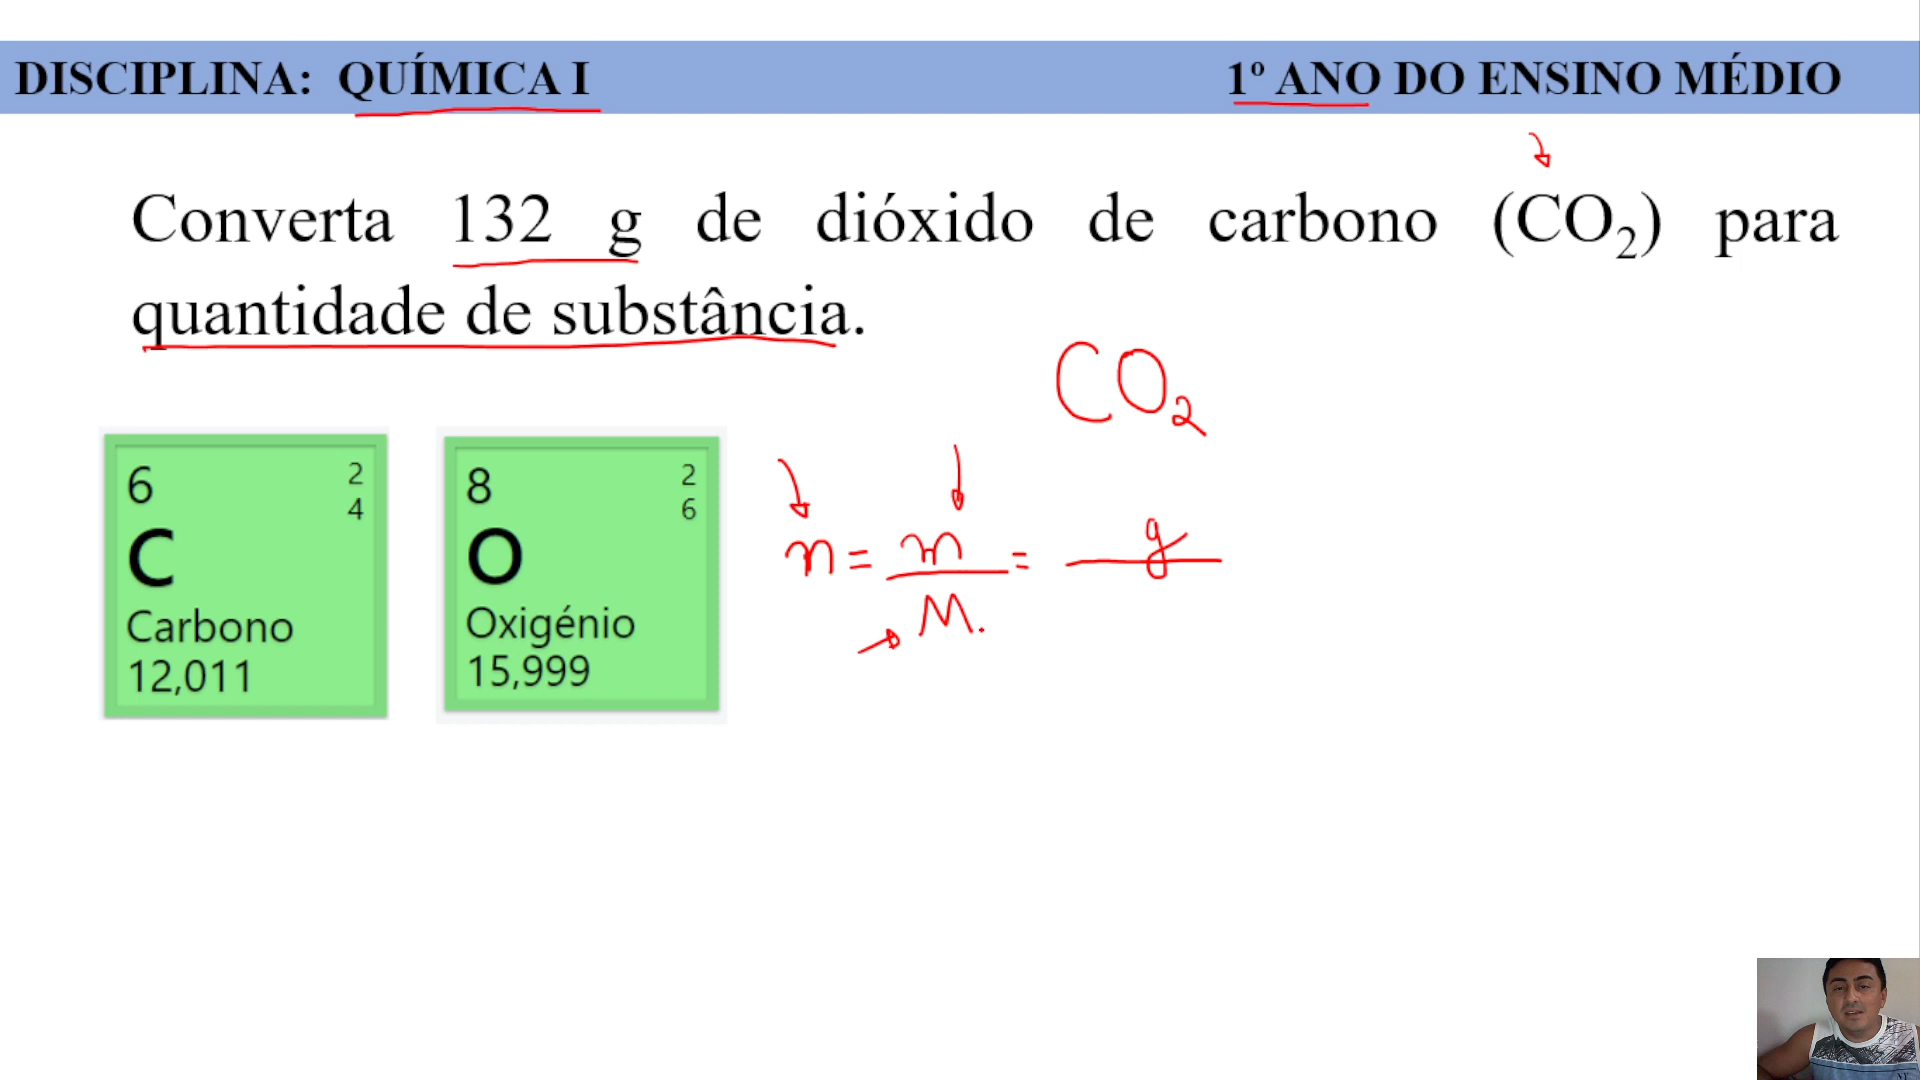 DISCIPLINA: QUÍMICA I 1º ANO DO ENSINO MÉDIO
Converta 132 g de dióxido de carbono (CO₂) para
quantidade de substância.
CO₂
6 2
4
C
Carbono
12,011
8 2
6
O
Oxigénio
15,999
n = m = g
M.